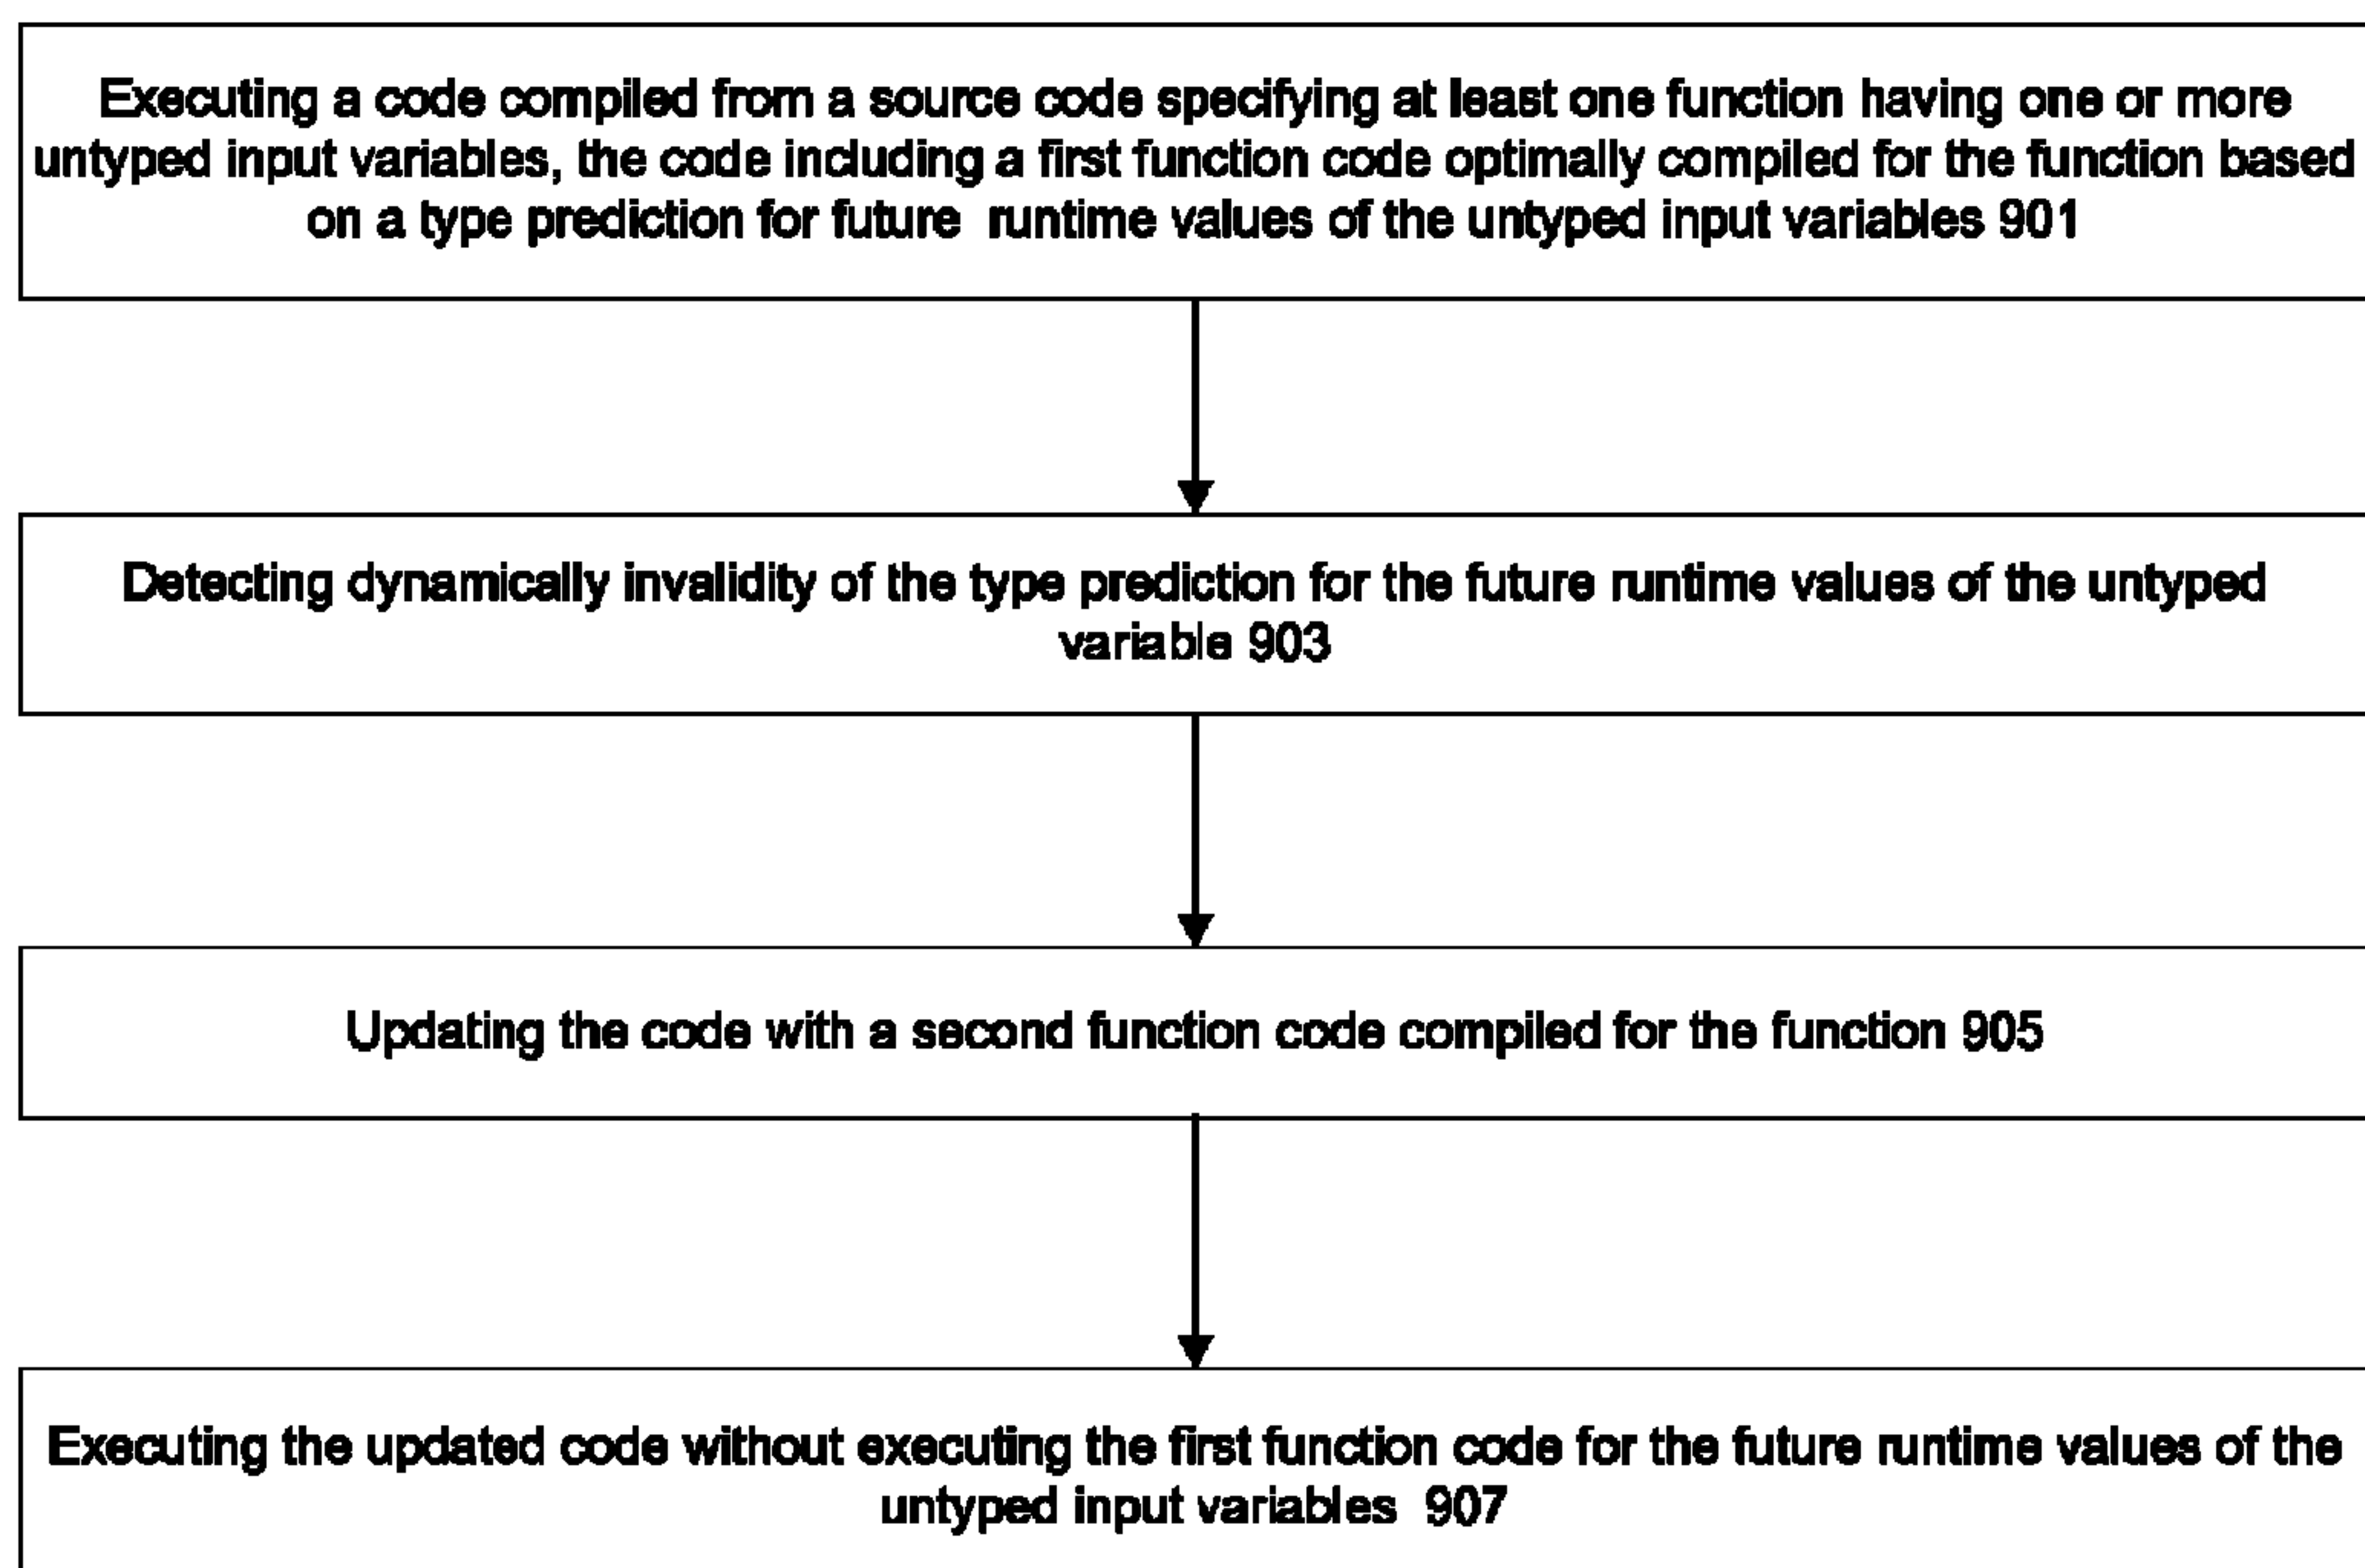 Executing a code compiled from a source code specifying at least one function having one or more
untyped input variables, the code including a first function code optimally compiled for the function based
on a type prediction for future runtime values of the untyped input variables 901
Detecting dynamically invalidity of the type prediction for the future runtime values of the untyped
variable 903
Updating the code with a second function code compiled for the function 905
Executing the updated code without executing the first function code for the future runtime values of the
untyped input variables 907